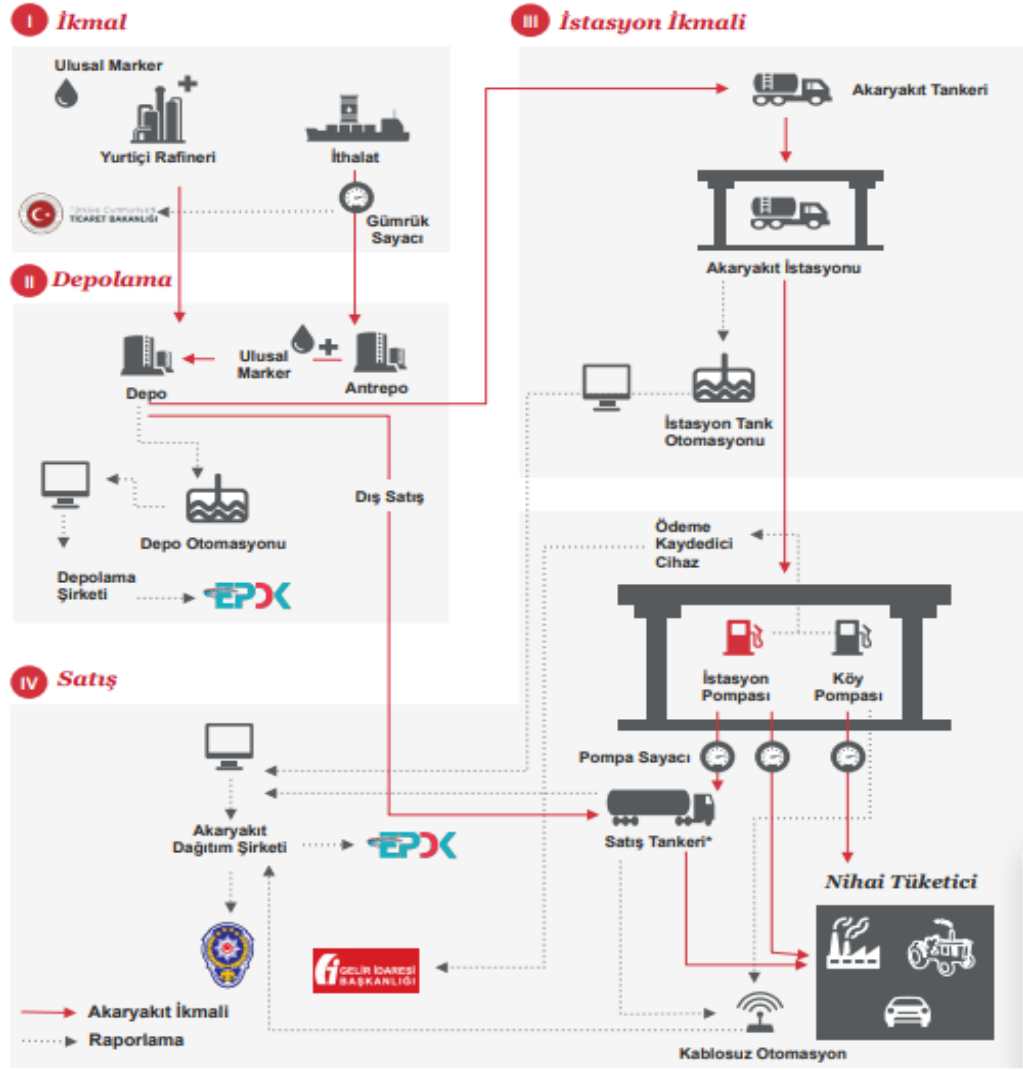 I İkmal
Ulusal Marker
Yurtiçi Rafineri
İthalat
Türkiye Cumhuriyeti
TİCARET BAKANLIĞI
Gümrük
Sayacı
II Depolama
Depo
Ulusal
Marker
Antrepo
Dış Satış
Depo Otomasyonu
Depolama
Şirketi
EPDK
III İstasyon İkmali
Akaryakıt Tankeri
Akaryakıt İstasyonu
İstasyon Tank
Otomasyonu
Ödeme
Kaydedici
Cihaz
İstasyon
Pompası
Köy
Pompası
Pompa Sayacı
Satış Tankeri*
Nihai Tüketici
Kablosuz Otomasyon
IV Satış
Akaryakıt
Dağıtım Şirketi
EPDK
GELİR İDARESİ
BAŞKANLIĞI
Akaryakıt İkmali
Raporlama